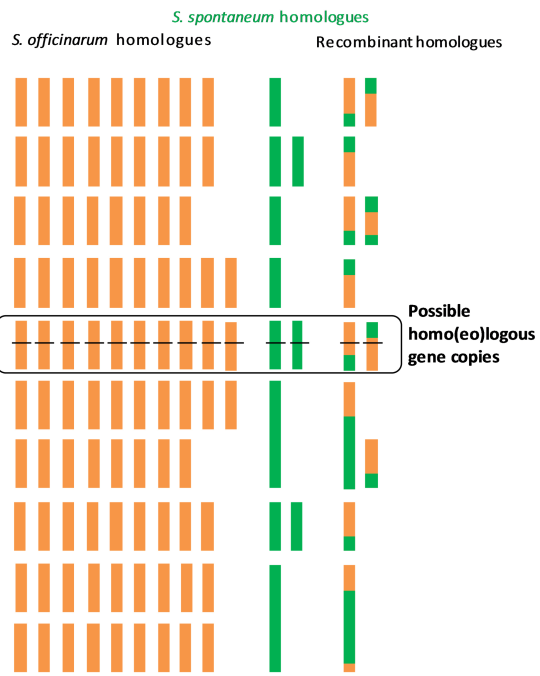 S. spontaneum homologues
S. officinarum homologues
Recombinant homologues
Possible
homo(eo)logous
gene copies